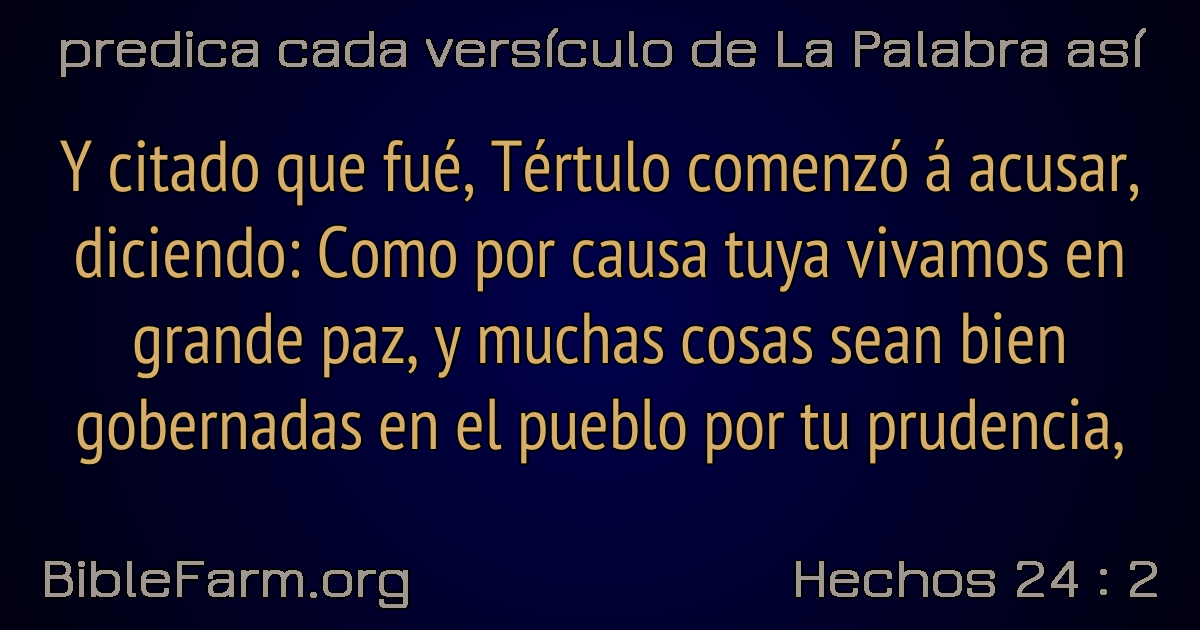 predica cada versículo de La Palabra así
Y citado que fué, Tértulo comenzó á acusar,
diciendo: Como por causa tuya vivamos en
grande paz, y muchas cosas sean bien
gobernadas en el pueblo por tu prudencia,
BibleFarm.org
Hechos 24 : 2